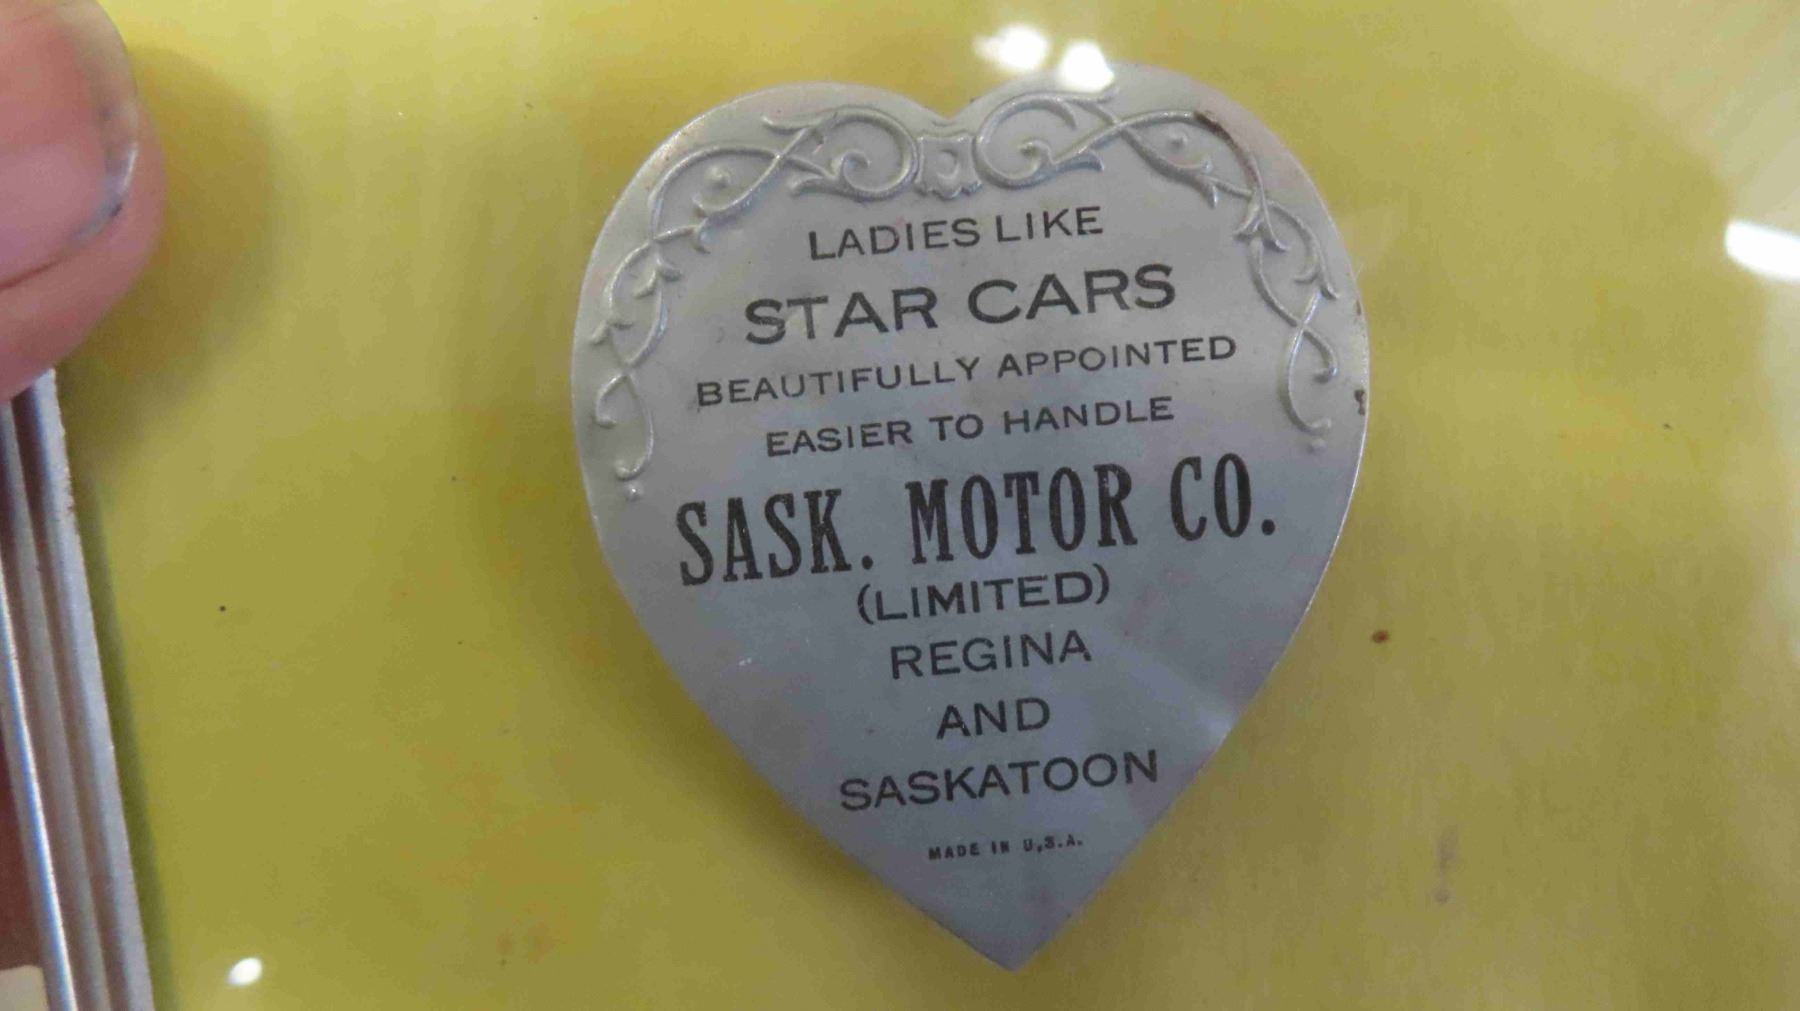 LADIES LIKE
STAR CARS
BEAUTIFULLY APPOINTED
EASIER TO HANDLE
SASK. MOTOR CO.
(LIMITED)
REGINA
AND
SASKATOON
MADE IN U.S.A.